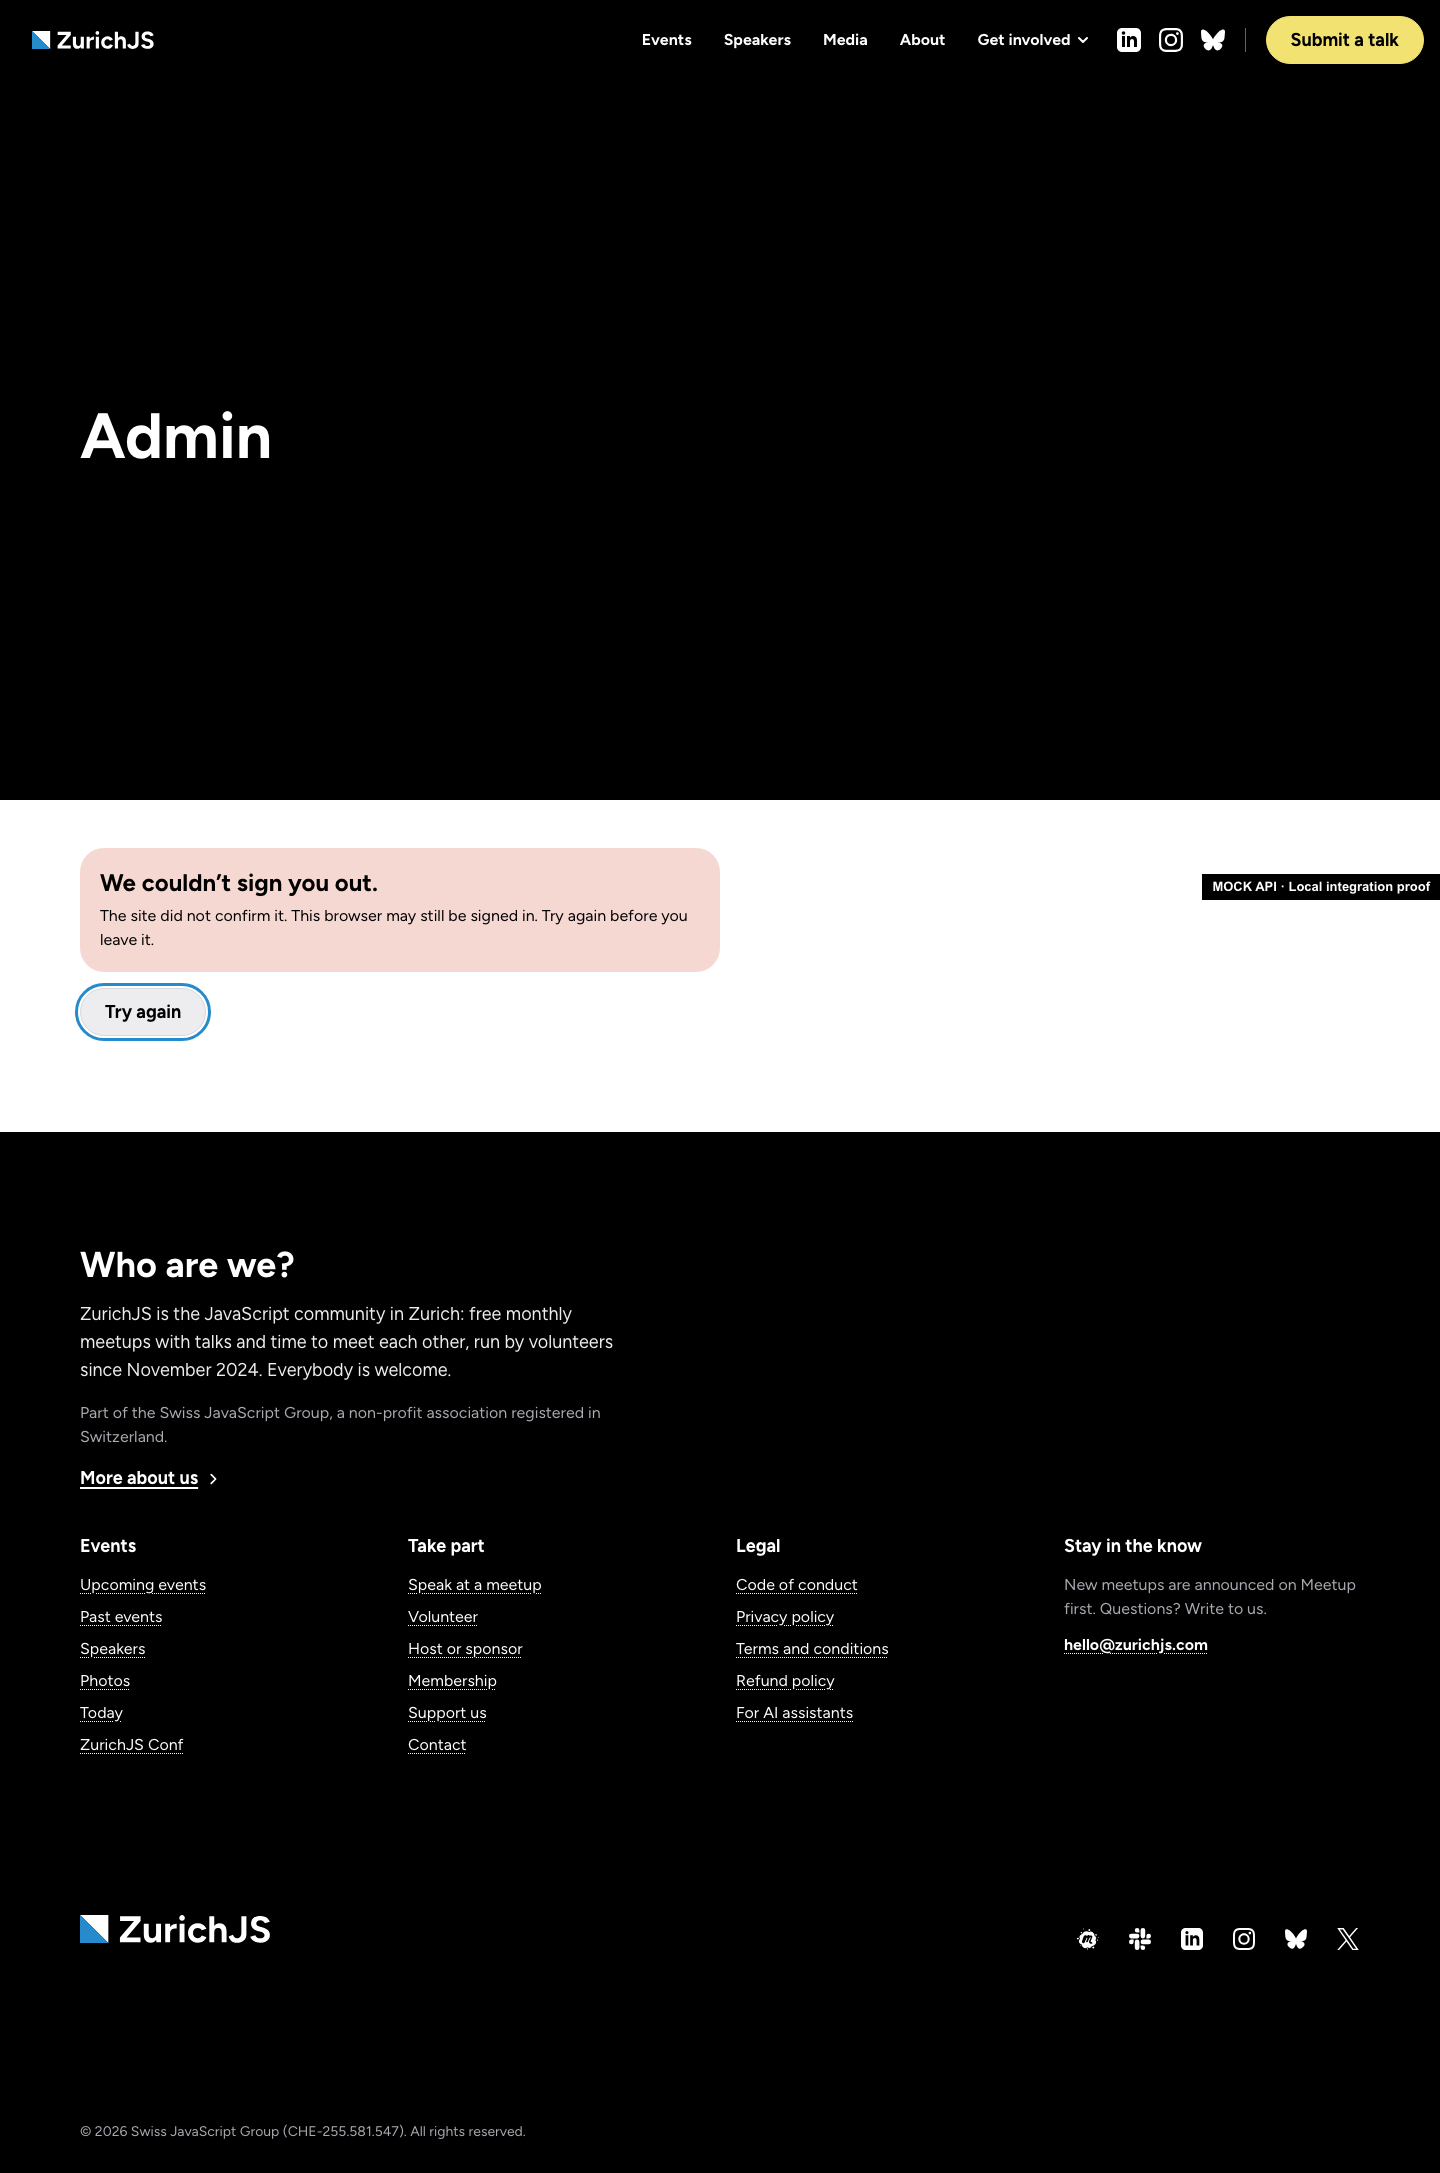 ZurichJS
Events
Speakers
Media
About
Get involved
Submit a talk
Admin
We couldn’t sign you out.
The site did not confirm it. This browser may still be signed in. Try again before you
leave it.
MOCK API · Local integration proof
Try again
Who are we?
ZurichJS is the JavaScript community in Zurich: free monthly
meetups with talks and time to meet each other, run by volunteers
since November 2024. Everybody is welcome.
Part of the Swiss JavaScript Group, a non-profit association registered in
Switzerland.
More about us
Events
Upcoming events
Past events
Speakers
Photos
Today
ZurichJS Conf
Take part
Speak at a meetup
Volunteer
Host or sponsor
Membership
Support us
Contact
Legal
Code of conduct
Privacy policy
Terms and conditions
Refund policy
For AI assistants
Stay in the know
New meetups are announced on Meetup
first. Questions? Write to us.
hello@zurichjs.com
ZurichJS
© 2026 Swiss JavaScript Group (CHE-255.581.547). All rights reserved.